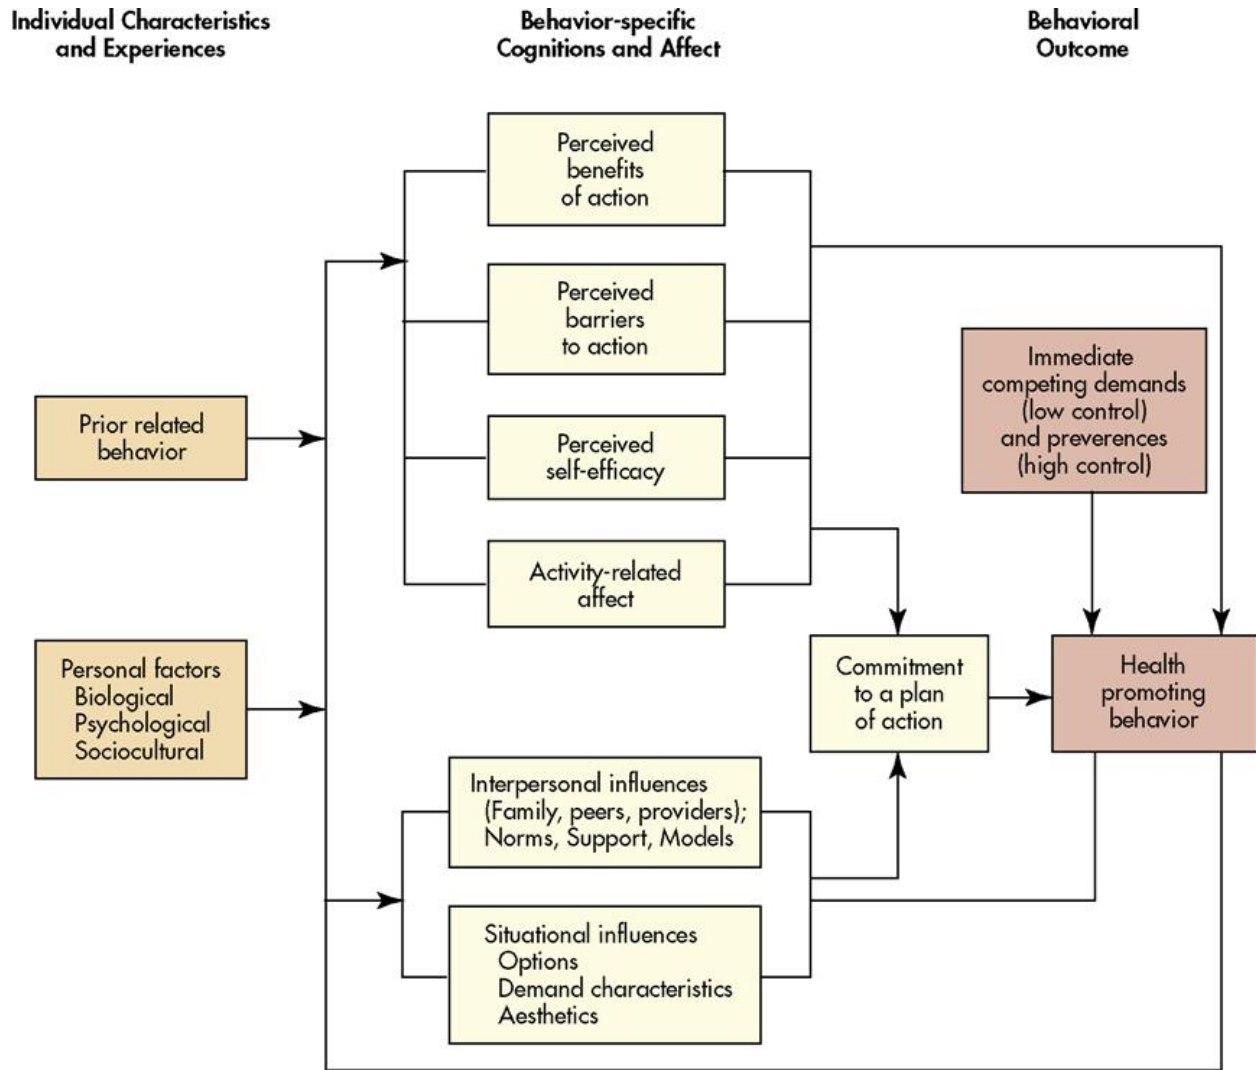 Individual Characteristics
and Experiences
Behavior-specific
Cognitions and Affect
Behavioral
Outcome
Perceived
benefits
of action
Perceived
barriers
to action
Perceived
self-efficacy
Activity-related
affect
Prior related
behavior
Personal factors
Biological
Psychological
Sociocultural
Immediate
competing demands
(low control)
and preverences
(high control)
Commitment
to a plan
of action
Health
promoting
behavior
Interpersonal influences
(Family, peers, providers);
Norms, Support, Models
Situational influences
Options
Demand characteristics
Aesthetics